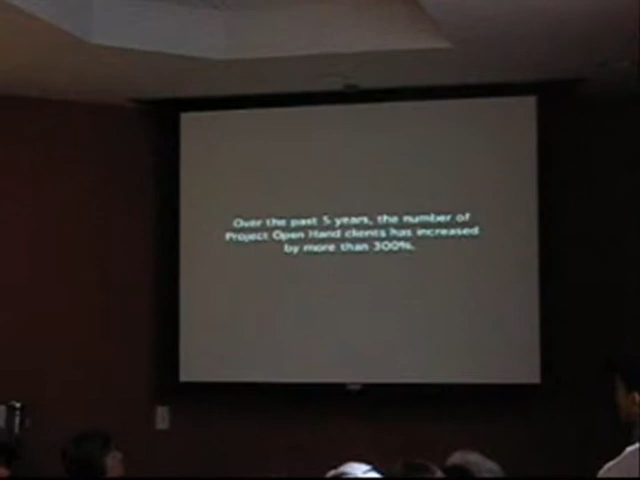 Over the past 5 years, the number of
Project Open Hand clients has increased
by more than 300%.